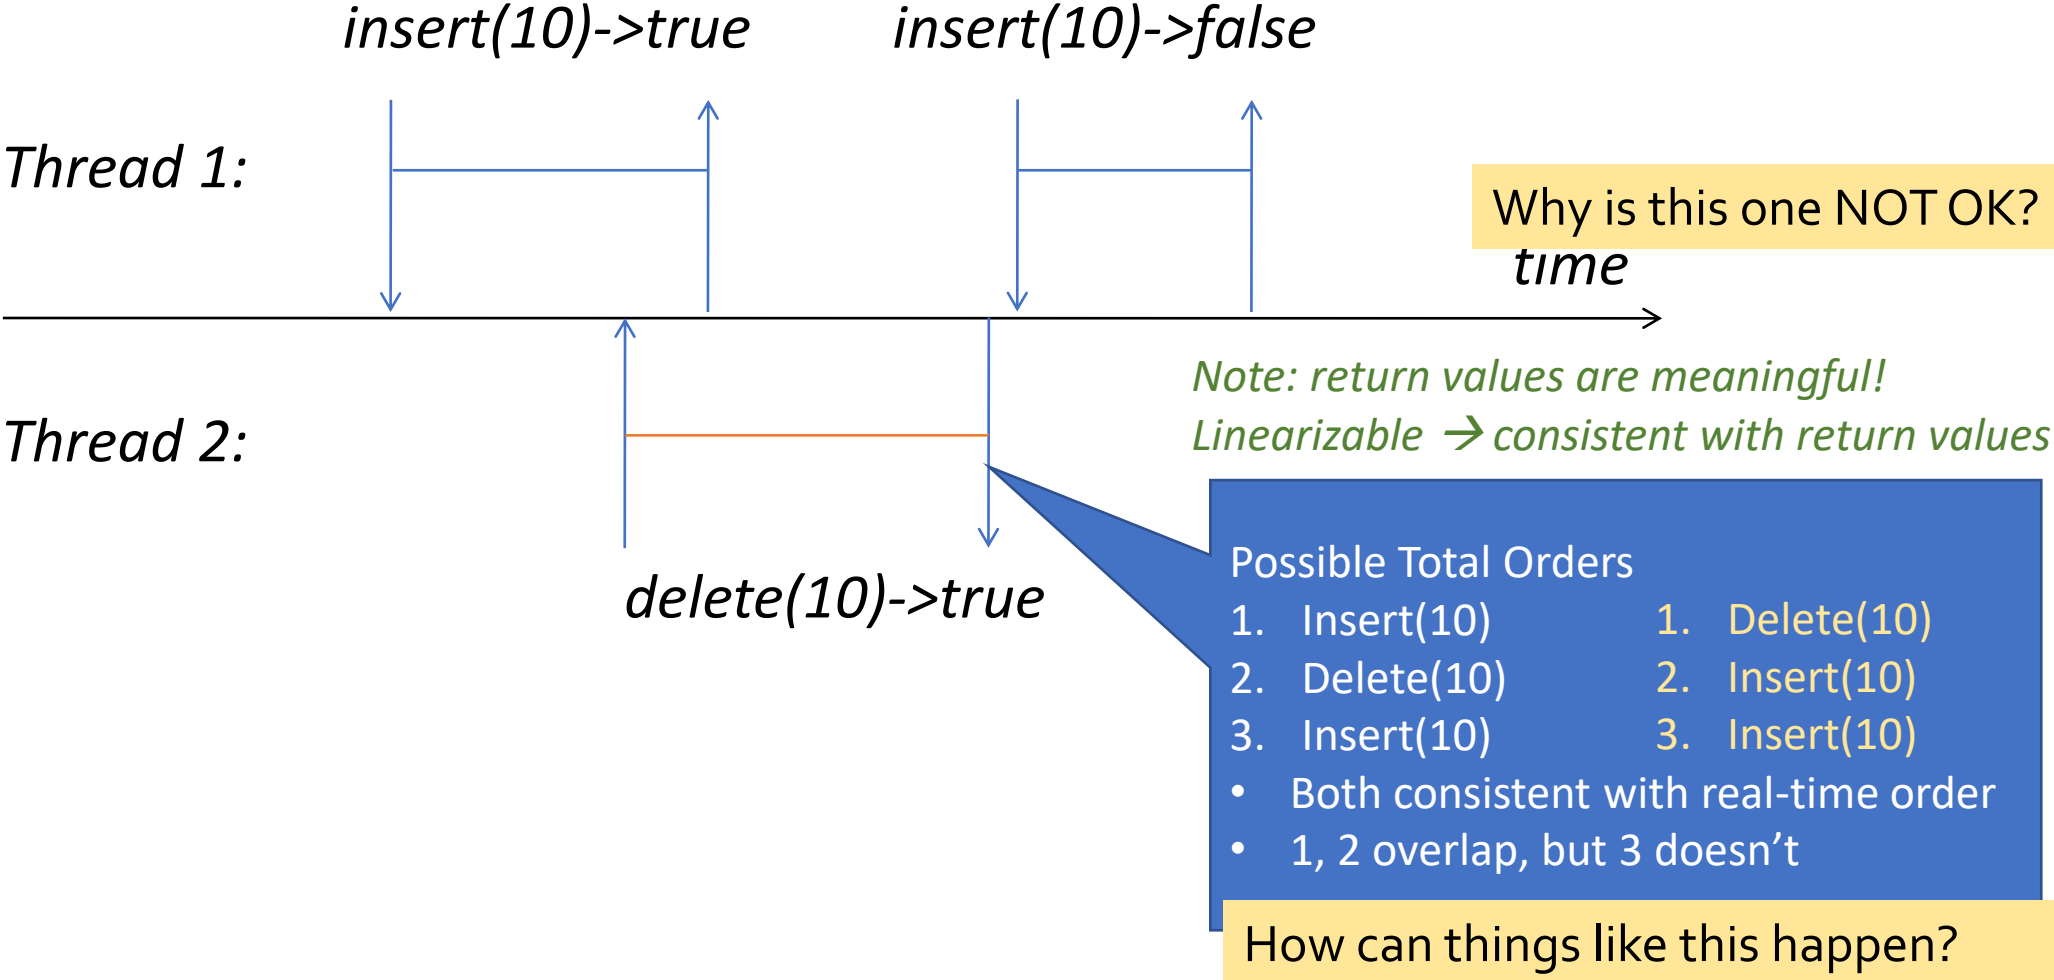 insert(10)->true
insert(10)->false
Thread 1:
Why is this one NOT OK?
time
Note: return values are meaningful!
Linearizable → consistent with return values
Thread 2:
delete(10)->true
Possible Total Orders
1. Insert(10)
2. Delete(10)
3. Insert(10)
1. Delete(10)
2. Insert(10)
3. Insert(10)
• Both consistent with real-time order
• 1, 2 overlap, but 3 doesn’t
How can things like this happen?